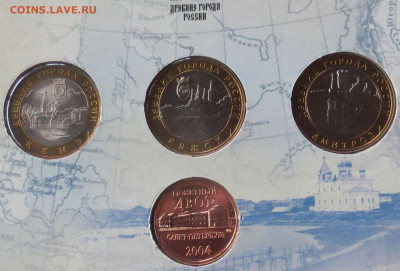 COINS.LAVE.RU
ДРЕВНИЕ ГОРОДА
РОССИИ
ДРЕВНИЕ ГОРОДА РОССИИ
КЕМЬ
ДРЕВНИЕ ГОРОДА РОССИИ
РЯЖСК
ДРЕВНИЕ ГОРОДА РОССИИ
ДМИТРОВ
МОНЕТНЫЙ
ДВОР
САНКТ-ПЕТЕРБУРГ
2004